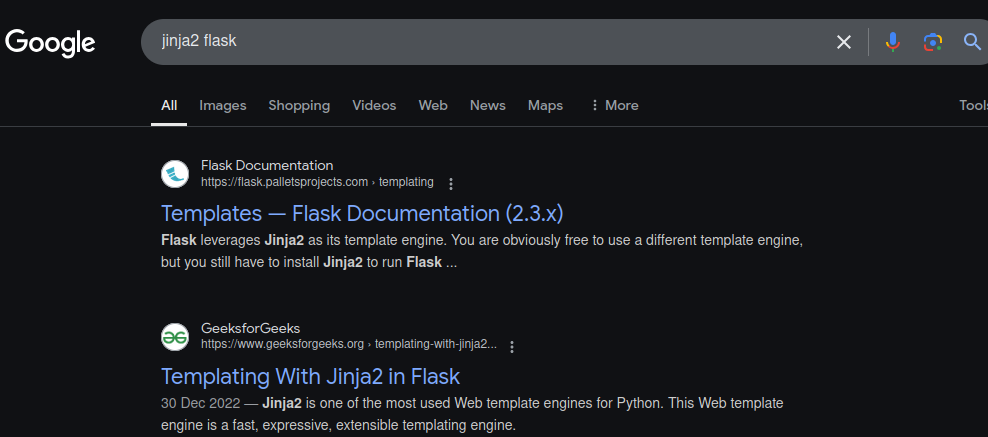 Google
jinja2 flask
All Images Shopping Videos Web News Maps More
Flask Documentation
https://flask.palletsprojects.com › templating
Templates — Flask Documentation (2.3.x)
Flask leverages Jinja2 as its template engine. You are obviously free to use a different template engine,
but you still have to install Jinja2 to run Flask ...
GeeksforGeeks
https://www.geeksforgeeks.org › templating-with-jinja2...
Templating With Jinja2 in Flask
30 Dec 2022 — Jinja2 is one of the most used Web template engines for Python. This Web template
engine is a fast, expressive, extensible templating engine.